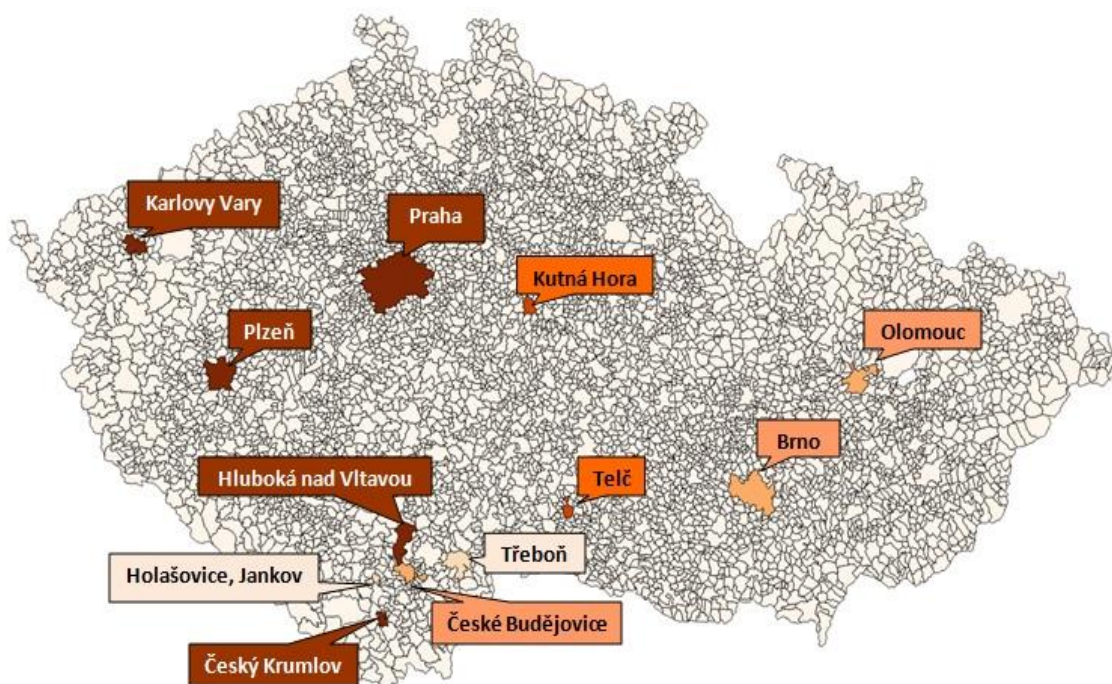 Karlovy Vary
Praha
Kutná Hora
Plzeň
Olomouc
Brno
Hluboká nad Vltavou
Telč
Třeboň
Holašovice, Jankov
České Budějovice
Český Krumlov